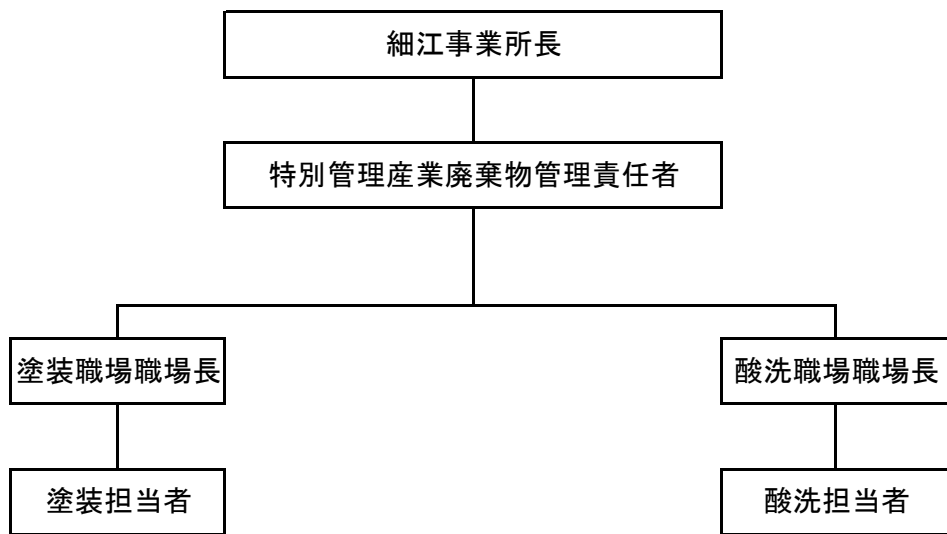 細江事業所長
特別管理産業廃棄物管理責任者
塗装職場職場長
酸洗職場職場長
塗装担当者
酸洗担当者